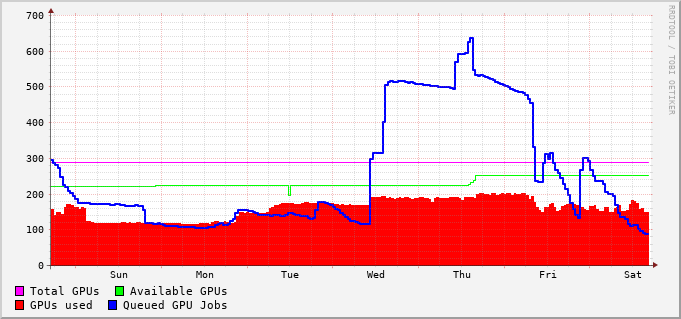 700
600
500
400
300
200
100
0
Sun Mon Tue Wed Thu Fri Sat
Total GPUs Available GPUs
GPUs used Queued GPU Jobs
RRDTOOL / TOBI OETIKER